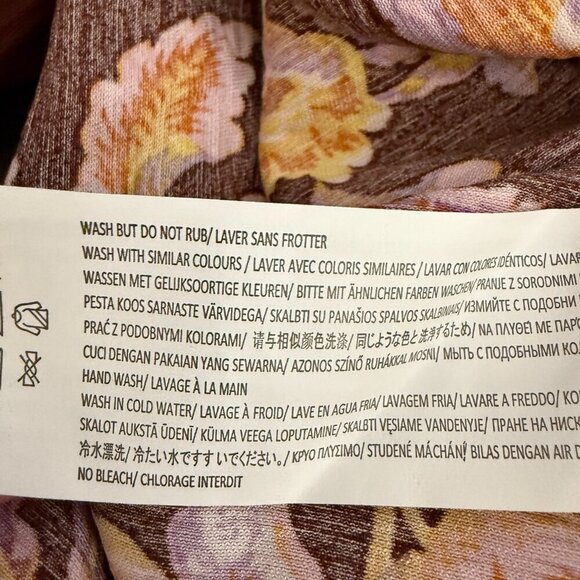 WASH BUT DO NOT RUB/ LAVER SANS FROTTER
WASH WITH SIMILAR COLOURS / LAVER AVEC COLORIS SIMILAIRES / LAVAR CON COLORES IDÉNTICOS/ LAVAR
WASSEN MET GELIJKSOORTIGE KLEUREN/ BITTE MIT ÄHNLICHEN FARBEN WASCHEN/ PRANJE Z SORODNIMI
PESTA KOOS SARNASTE VÄRVIDEGA/ SKALBTI SU PANAŠIOS SPALVOS SKALBINIAIS/ ИЗМИЙТЕ С ПОДОБНИ
PRAĆ Z PODOBNYMI KOLORAMI/ 请与相似颜色洗涤/ 同じような色と洗浄するため/ ΝΑ ΠΛΥΘΕΙ ΜΕ
CUCI DENGAN PAKAIAN YANG SEWARNA/ AZONOS SZÍNŐ RUHÁKKAL MOSNI/ МЫТЬ С ПОДОБНЫМИ
HAND WASH/ LAVAGE À LA MAIN
WASH IN COLD WATER/ LAVAGE À FROID/ LAVE EN AGUA FRIA/ LAVAGEM FRIA/ LAVARE A FREDDO/
SKALOT AUKSTĀ ŪDENĪ/ KÜLMA VEEGA LOPUTAMINE/ SKALBTI VĘSIAME VANDENYJE/ ПРАНЕ НА
冷水漂洗/ 冷たい水ですす いでください。/ ΚΡΥΟ ΠΛΥΣΙΜΟ/ STUDENÉ MÁCHÁNÍ/ BILAS DENGAN AIR
NO BLEACH/ CHLORAGE INTERDIT